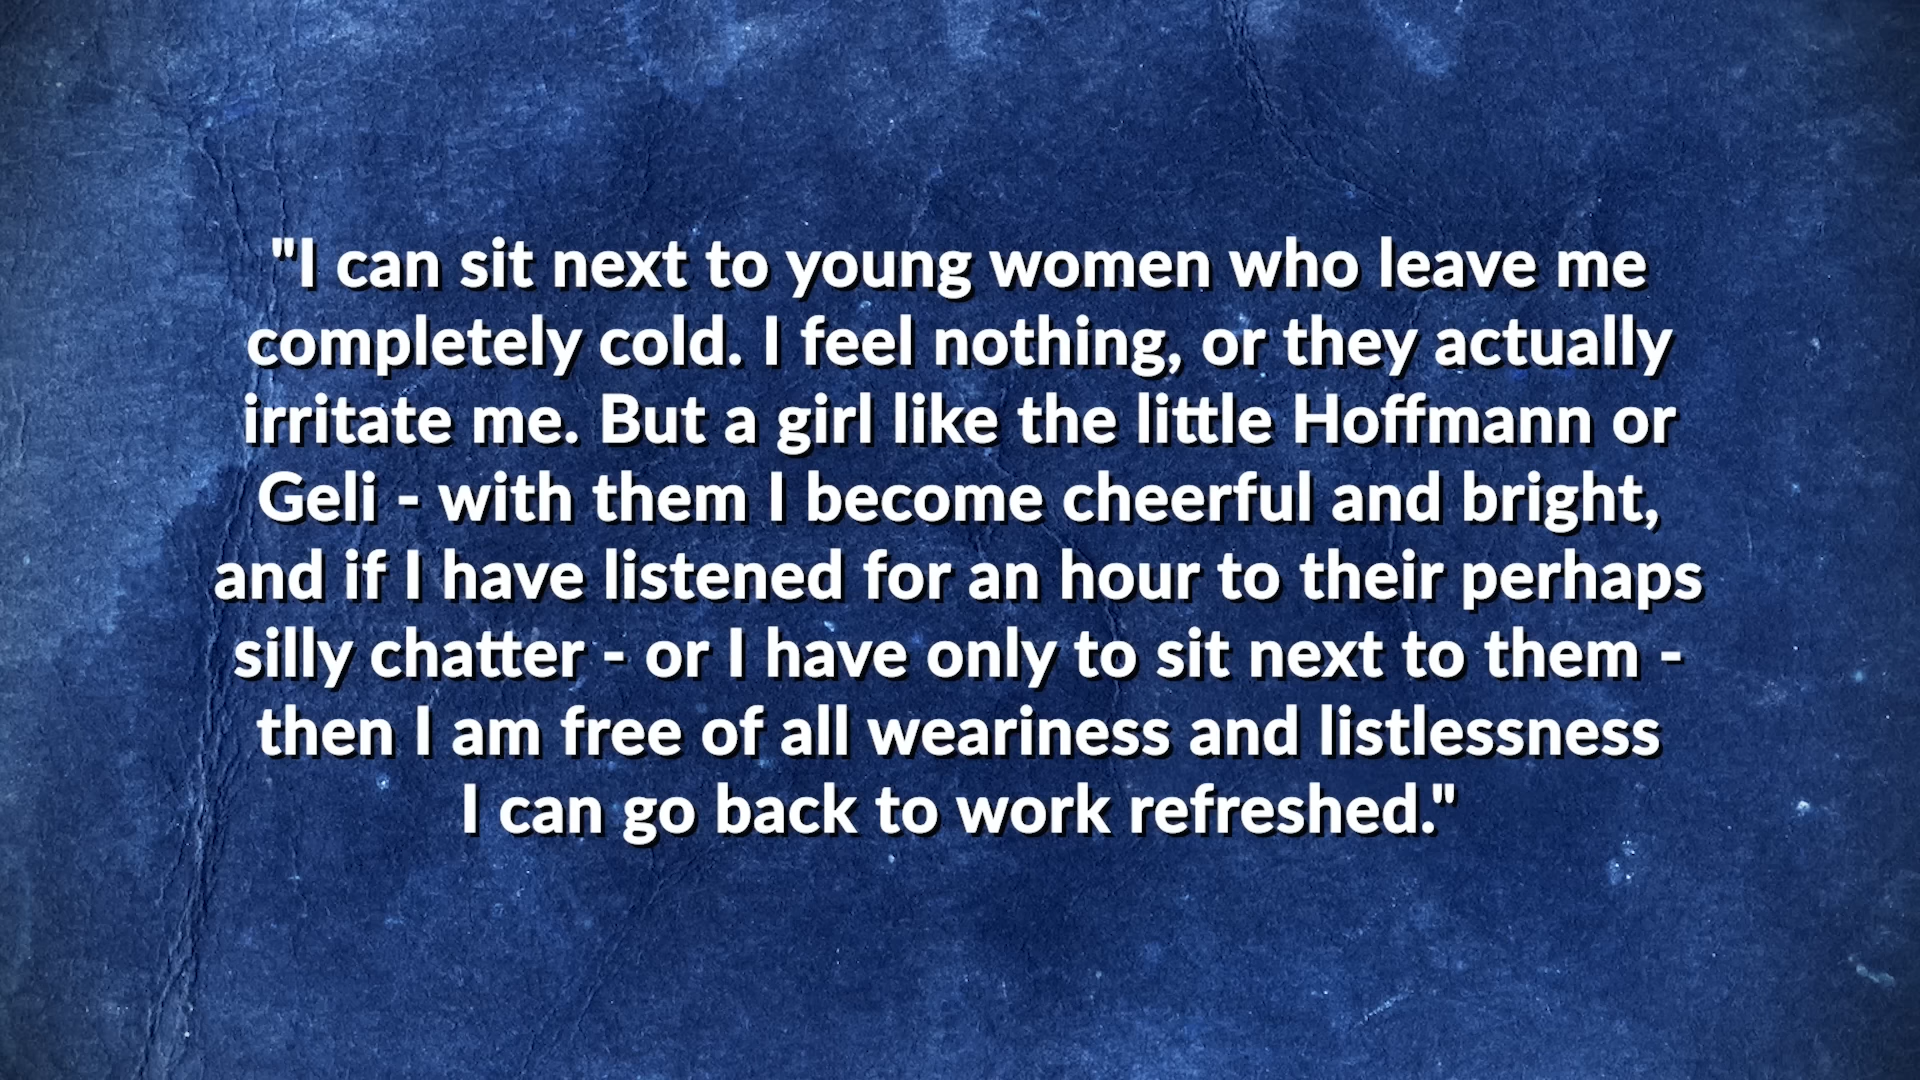 "I can sit next to young women who leave me
completely cold. I feel nothing, or they actually
irritate me. But a girl like the little Hoffmann or
Geli - with them I become cheerful and bright,
and if I have listened for an hour to their perhaps
silly chatter - or I have only to sit next to them -
then I am free of all weariness and listlessness
I can go back to work refreshed."